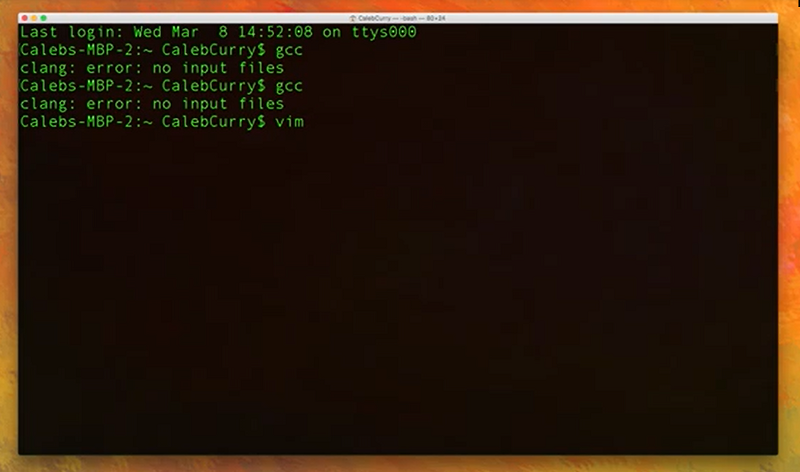 CalebCurry — -bash — 80×24
Last login: Wed Mar  8 14:52:08 on ttys000
Calebs-MBP-2:~ CalebCurry$ gcc
clang: error: no input files
Calebs-MBP-2:~ CalebCurry$ gcc
clang: error: no input files
Calebs-MBP-2:~ CalebCurry$ vim